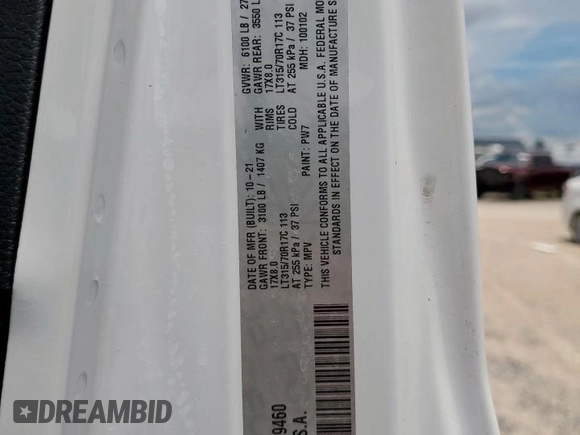 DATE OF MFR (BUILT): 10-21 GVWR: 6100 LB / 27
GAWR FRONT: 3100 LB / 1407 KG WITH GAWR REAR: 3550 L
17X8.0 RIMS 17X8.0
LT315/70R17C 113 TIRES LT315/70R17C 113
AT 255 kPa / 37 PSI COLD AT 255 kPa / 37 PSI
TYPE: MPV PAINT: PW7 MDH: 100102
THIS VEHICLE CONFORMS TO ALL APPLICABLE U.S.A. FEDERAL MO
STANDARDS IN EFFECT ON THE DATE OF MANUFACTURE S
9460
S.A.
DREAMBID